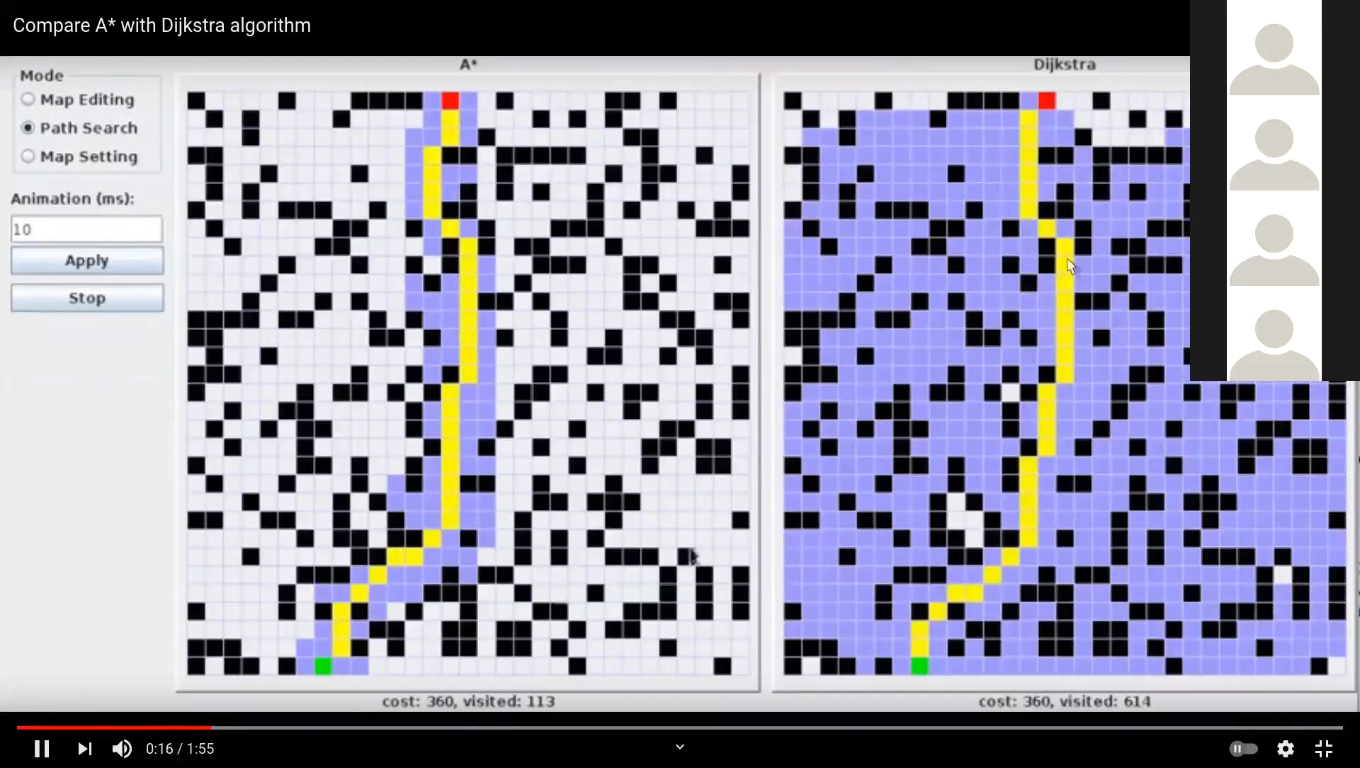 Compare A* with Dijkstra algorithm
Mode
Map Editing
Path Search
Map Setting
Animation (ms):
10
Apply
Stop
A*
cost: 360, visited: 113
Dijkstra
cost: 360, visited: 614
0:16 / 1:55